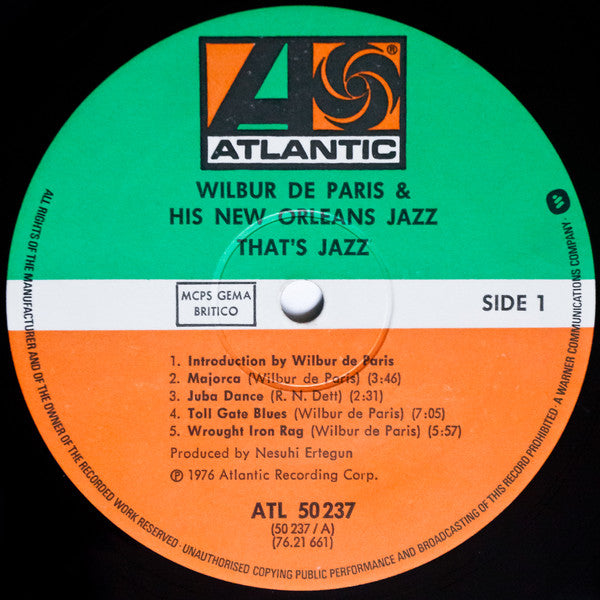 ATLANTIC
®
WILBUR DE PARIS &
HIS NEW ORLEANS JAZZ
THAT'S JAZZ
MCPS GEMA
BRITICO
SIDE 1
1. Introduction by Wilbur de Paris
2. Majorca (Wilbur de Paris) (3:46)
3. Juba Dance (R. N. Dett) (2:31)
4. Toll Gate Blues (Wilbur de Paris) (7:05)
5. Wrought Iron Rag (Wilbur de Paris) (5:57)
Produced by Nesuhi Ertegun
℗ 1976 Atlantic Recording Corp.
ATL 50 237
(50 237 / A)
(76.21 661)
ALL RIGHTS OF THE MANUFACTURER AND OF THE OWNER OF THE RECORDED WORK RESERVED · UNAUTHORISED COPYING PUBLIC PERFORMANCE AND BROADCASTING OF THIS RECORD PROHIBITED · A WARNER COMMUNICATIONS COMPANY ·